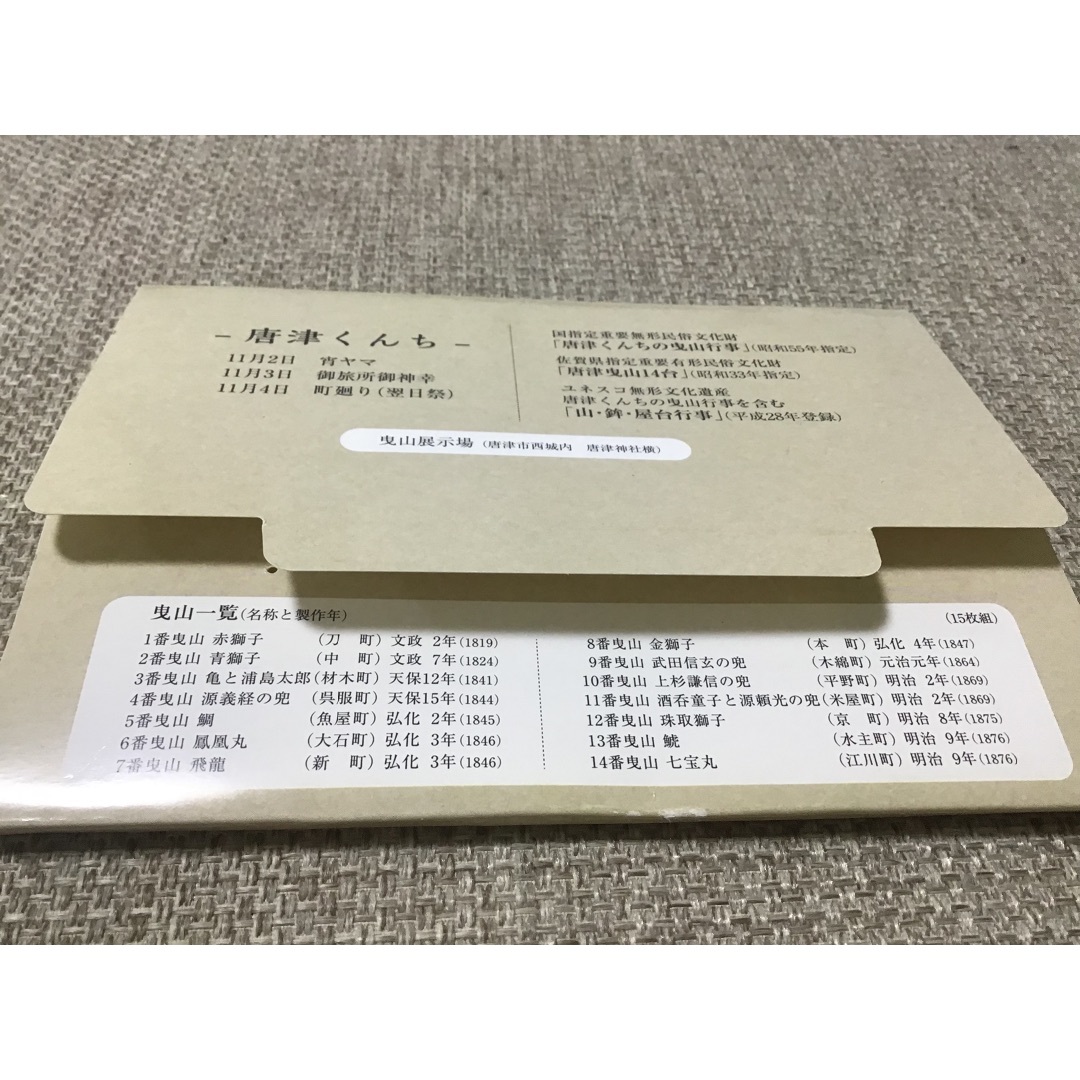 - 唐津くんち -
11月2日 宵ヤマ
11月3日 御旅所御神幸
11月4日 町廻り(翌日祭)
国指定重要無形民俗文化財
「唐津くんちの曳山行事」(昭和55年指定)
佐賀県指定重要有形民俗文化財
「唐津曳山14台」(昭和33年指定)
ユネスコ無形文化遺産
唐津くんちの曳山行事を含む
「山・鉾・屋台行事」(平成28年登録)
曳山展示場(唐津市西城内 唐津神社横)
曳山一覧(名称と製作年)
(15枚組)
1番曳山 赤獅子 (刀 町) 文政 2年(1819)
2番曳山 青獅子 (中 町) 文政 7年(1824)
3番曳山 亀と浦島太郎(材木町) 天保12年(1841)
4番曳山 源義経の兜 (呉服町) 天保15年(1844)
5番曳山 鯛 (魚屋町) 弘化 2年(1845)
6番曳山 鳳凰丸 (大石町) 弘化 3年(1846)
7番曳山 飛龍 (新 町) 弘化 3年(1846)
8番曳山 金獅子 (本 町) 弘化 4年(1847)
9番曳山 武田信玄の兜 (木綿町) 元治元年(1864)
10番曳山 上杉謙信の兜 (平野町) 明治 2年(1869)
11番曳山 酒呑童子と源頼光の兜(米屋町) 明治 2年(1869)
12番曳山 珠取獅子 (京 町) 明治 8年(1875)
13番曳山 鯱 (水主町) 明治 9年(1876)
14番曳山 七宝丸 (江川町) 明治 9年(1876)